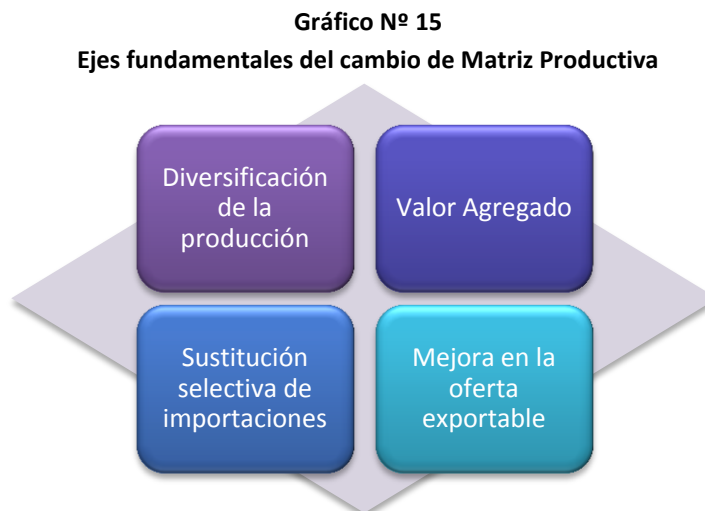 Gráfico Nº 15
Ejes fundamentales del cambio de Matriz Productiva
Diversificación
de la
producción
Valor Agregado
Sustitución
selectiva de
importaciones
Mejora en la
oferta
exportable